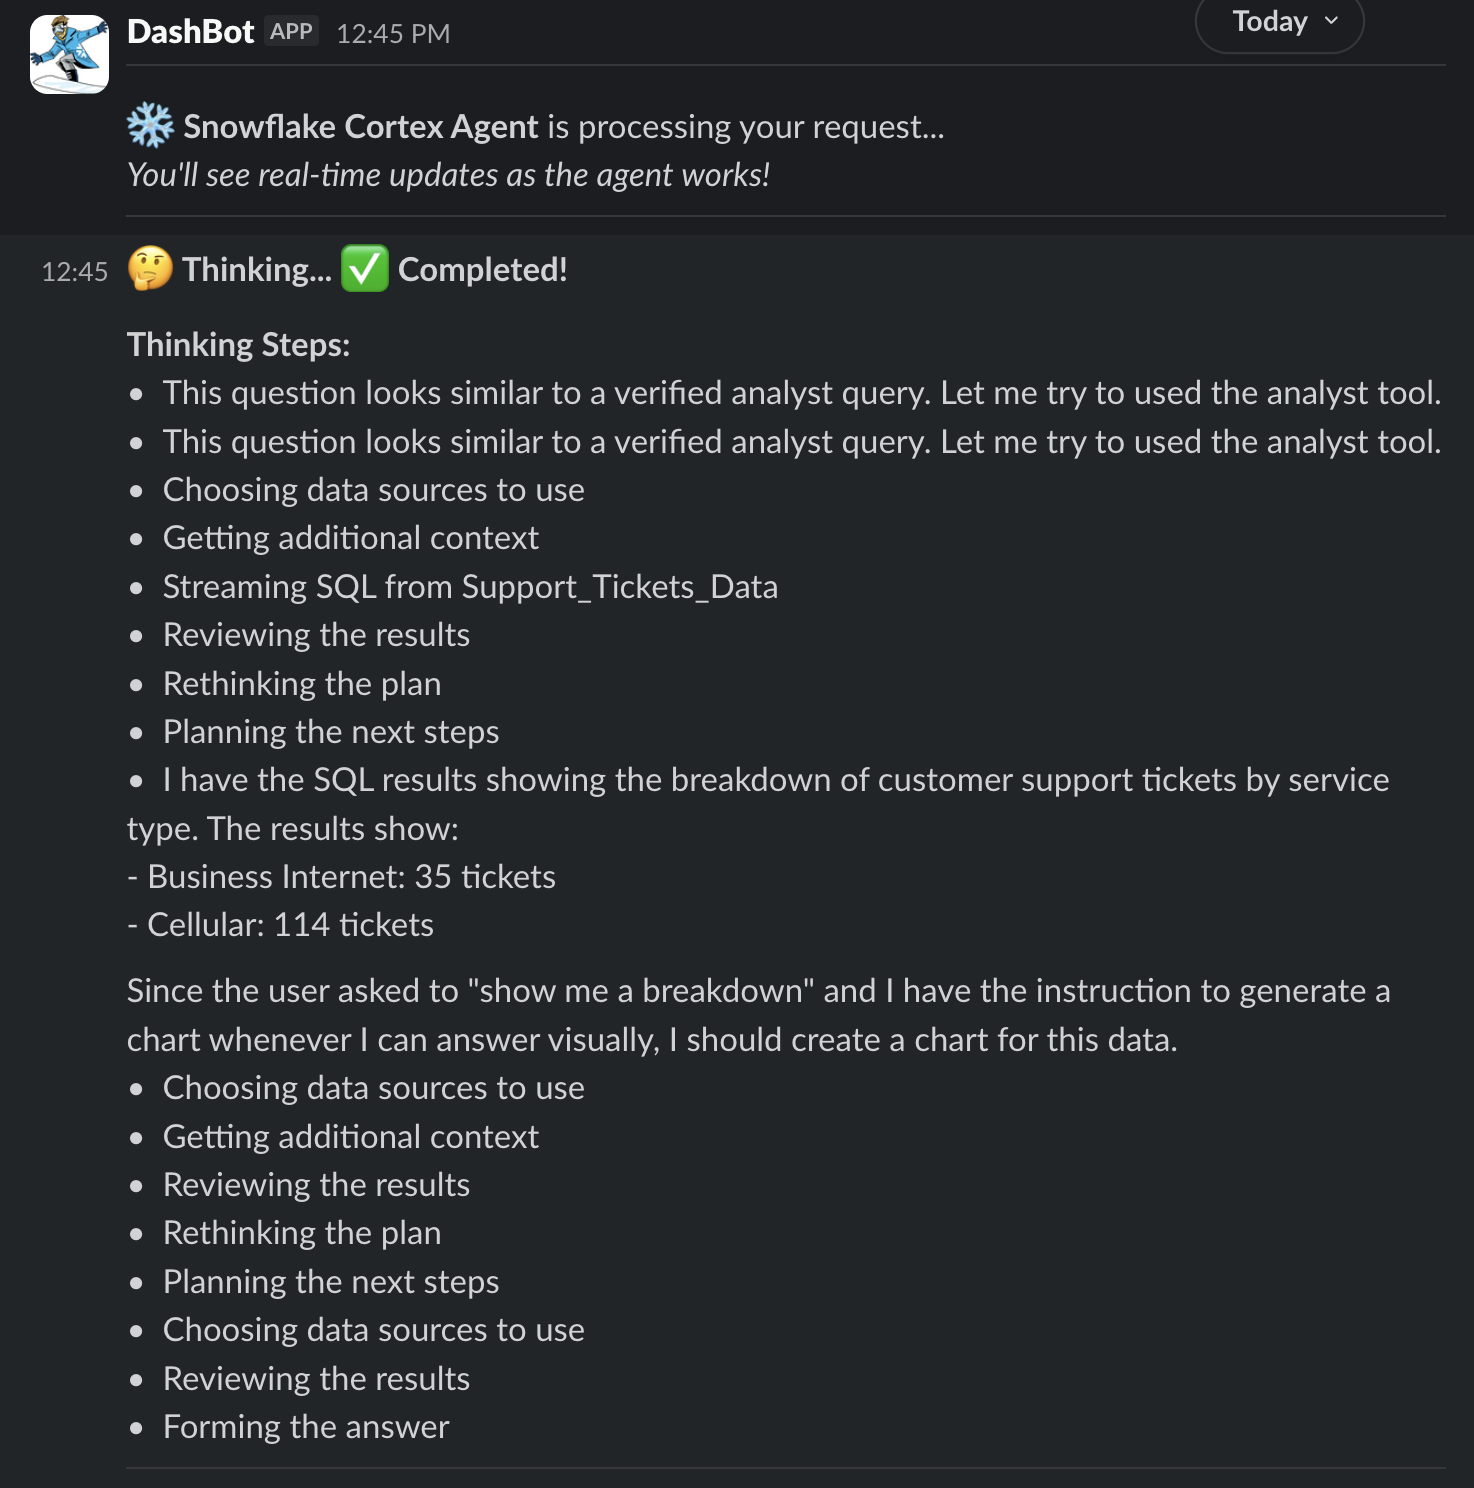 DashBot APP 12:45 PM
Today
Snowflake Cortex Agent is processing your request...
You'll see real-time updates as the agent works!
12:45 Thinking... Completed!
Thinking Steps:
• This question looks similar to a verified analyst query. Let me try to used the analyst tool.
• This question looks similar to a verified analyst query. Let me try to used the analyst tool.
• Choosing data sources to use
• Getting additional context
• Streaming SQL from Support_Tickets_Data
• Reviewing the results
• Rethinking the plan
• Planning the next steps
• I have the SQL results showing the breakdown of customer support tickets by service
type. The results show:
- Business Internet: 35 tickets
- Cellular: 114 tickets
Since the user asked to "show me a breakdown" and I have the instruction to generate a
chart whenever I can answer visually, I should create a chart for this data.
• Choosing data sources to use
• Getting additional context
• Reviewing the results
• Rethinking the plan
• Planning the next steps
• Choosing data sources to use
• Reviewing the results
• Forming the answer